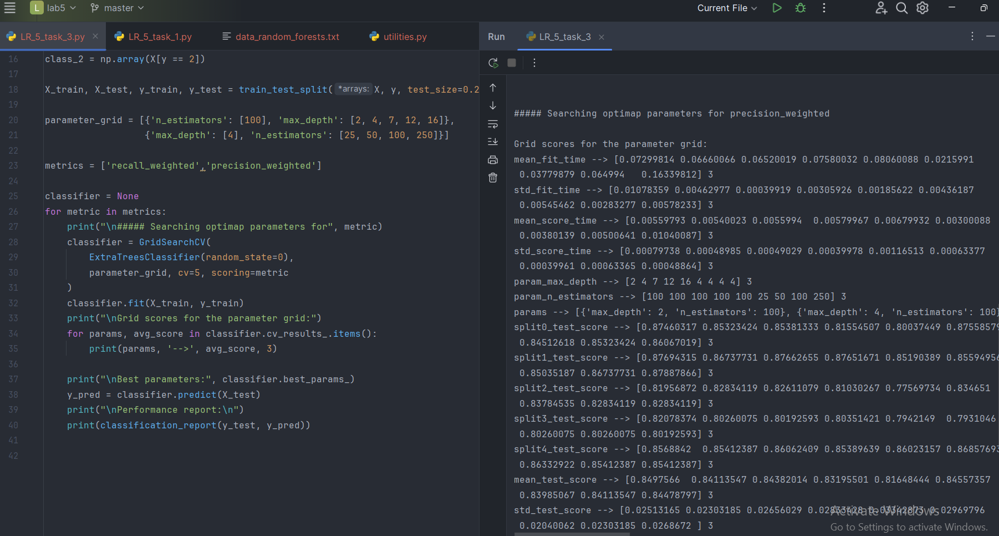 L lab5 master Current File
LR_5_task_3.py LR_5_task_1.py data_random_forests.txt utilities.py
16 class_2 = np.array(X[y == 2])
17
18 X_train, X_test, y_train, y_test = train_test_split( *arrays: X, y, test_size=0.2
19
20 parameter_grid = [{'n_estimators': [100], 'max_depth': [2, 4, 7, 12, 16]},
21 {'max_depth': [4], 'n_estimators': [25, 50, 100, 250]}]
22
23 metrics = ['recall_weighted','precision_weighted']
24
25 classifier = None
26 for metric in metrics:
27 print("\n##### Searching optimap parameters for", metric)
28 classifier = GridSearchCV(
29 ExtraTreesClassifier(random_state=0),
30 parameter_grid, cv=5, scoring=metric
31 )
32 classifier.fit(X_train, y_train)
33 print("\nGrid scores for the parameter grid:")
34 for params, avg_score in classifier.cv_results_.items():
35 print(params, '-->', avg_score, 3)
36
37 print("\nBest parameters:", classifier.best_params_)
38 y_pred = classifier.predict(X_test)
39 print("\nPerformance report:\n")
40 print(classification_report(y_test, y_pred))
41
42
Run LR_5_task_3
##### Searching optimap parameters for precision_weighted
Grid scores for the parameter grid:
mean_fit_time --> [0.07299814 0.06660066 0.06520019 0.07580032 0.08060088 0.0215991
0.03779879 0.064994 0.16339812] 3
std_fit_time --> [0.01078359 0.00462977 0.00039919 0.00305926 0.00185622 0.00436187
0.00545462 0.00283277 0.00578233] 3
mean_score_time --> [0.00559793 0.00540023 0.0055994 0.00579967 0.00679932 0.00300088
0.00380139 0.00500641 0.01040087] 3
std_score_time --> [0.00079738 0.00048985 0.00049029 0.00039978 0.00116513 0.00063377
0.00039961 0.00063365 0.00048864] 3
param_max_depth --> [2 4 7 12 16 4 4 4 4] 3
param_n_estimators --> [100 100 100 100 100 25 50 100 250] 3
params --> [{'max_depth': 2, 'n_estimators': 100}, {'max_depth': 4, 'n_estimators': 100}
split0_test_score --> [0.87460317 0.85323424 0.85381333 0.81554507 0.80037449 0.87558579
0.84512618 0.85323424 0.86067019] 3
split1_test_score --> [0.87694315 0.86737731 0.87662655 0.87651671 0.85190389 0.85594956
0.85035187 0.86737731 0.87887866] 3
split2_test_score --> [0.81956872 0.82834119 0.82611079 0.81030267 0.77569734 0.834651
0.83784535 0.82834119 0.82834119] 3
split3_test_score --> [0.82078374 0.80260075 0.80192593 0.80351421 0.7942149 0.7931046
0.80260075 0.80260075 0.80192593] 3
split4_test_score --> [0.8568842 0.85412387 0.86062409 0.85389639 0.86023157 0.86857693
0.86332922 0.85412387 0.85412387] 3
mean_test_score --> [0.8497566 0.84113547 0.84382014 0.83195501 0.81648444 0.84557357
0.83985067 0.84113547 0.84478797] 3
std_test_score --> [0.02513165 0.02303185 0.02656029 0.02833428 0.03342873 0.02969796
0.02040062 0.02303185 0.0268672 ] 3
Activate Windows
Go to Settings to activate Windows.